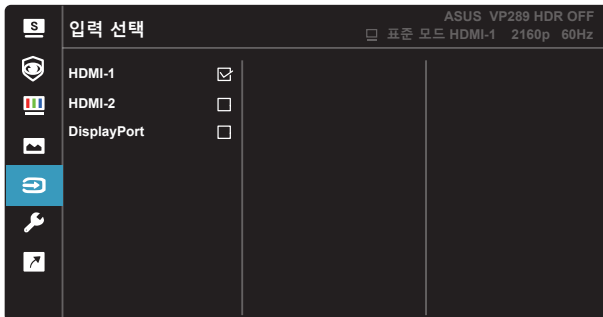 S
입력 선택
ASUS VP289 HDR OFF
표준 모드 HDMI-1 2160p 60Hz
HDMI-1
HDMI-2
DisplayPort